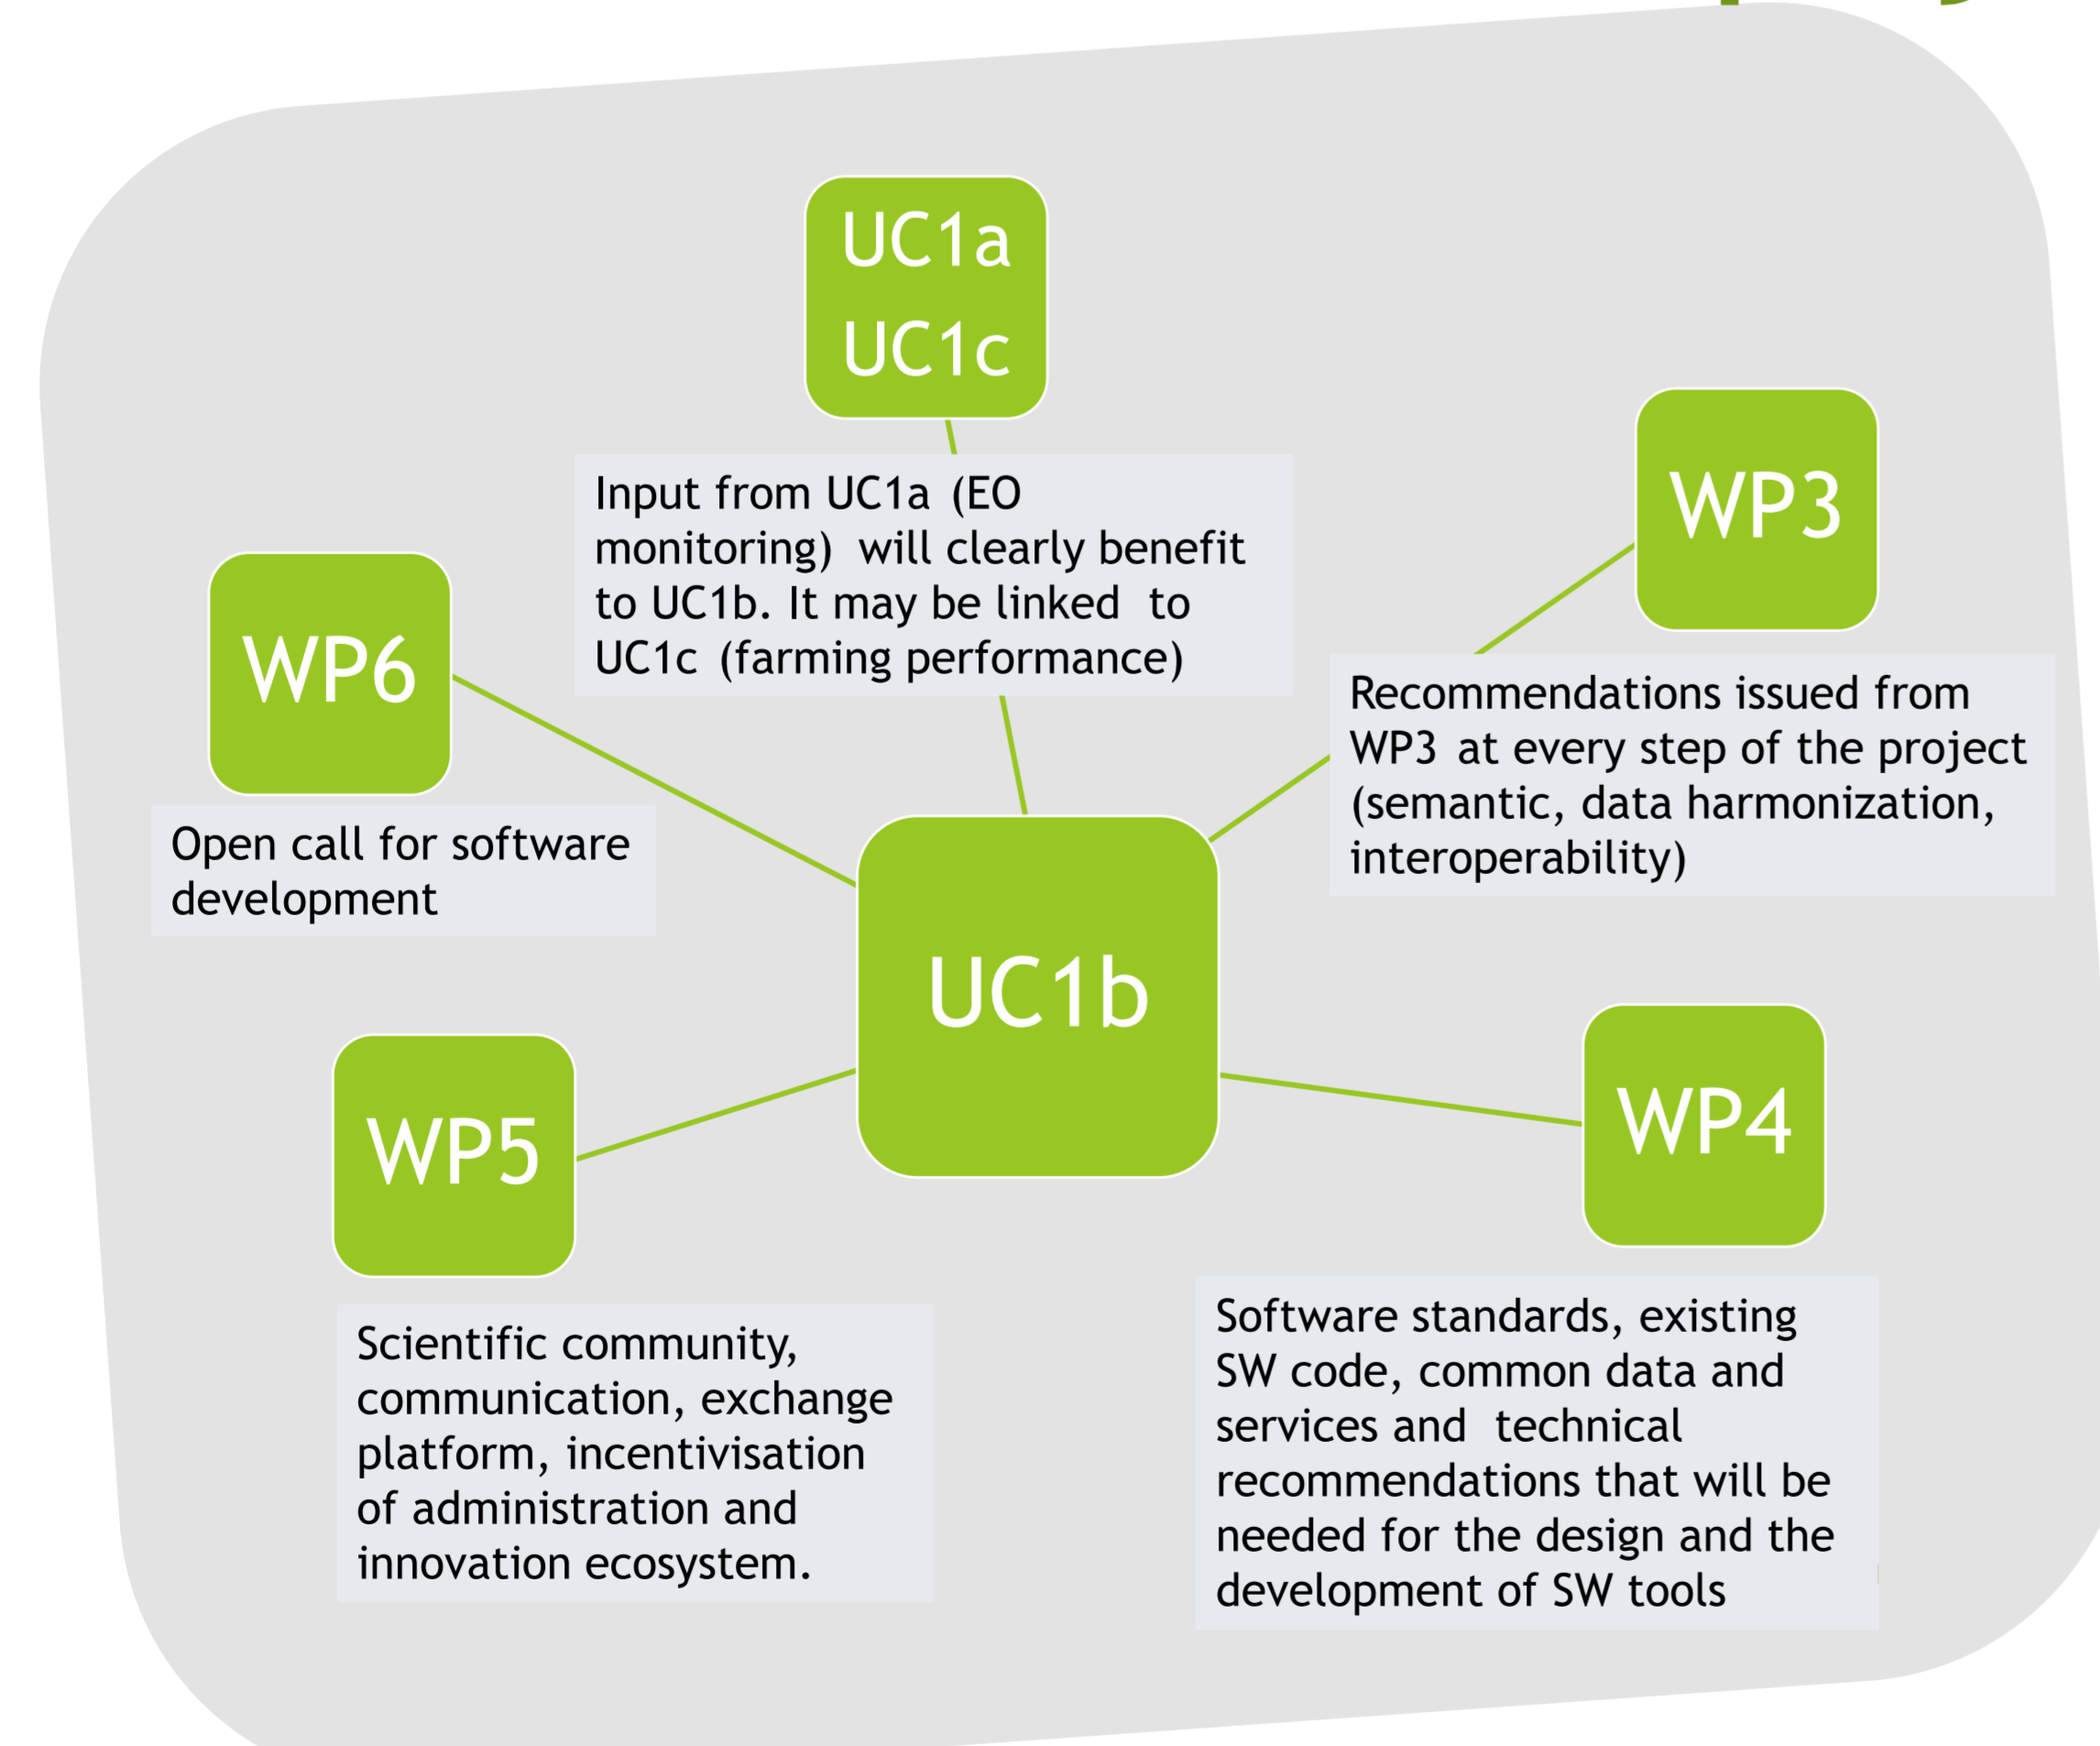 UC1a
UC1c
Input from UC1a (EO
monitoring) will clearly benefit
to UC1b. It may be linked to
UC1c (farming performance)
WP3
Recommendations issued from
WP3 at every step of the project
(semantic, data harmonization,
interoperability)
WP6
Open call for software
development
UC1b
WP5
Scientific community,
communication, exchange
platform, incentivisation
of administration and
innovation ecosystem.
WP4
Software standards, existing
SW code, common data and
services and technical
recommendations that will be
needed for the design and the
development of SW tools